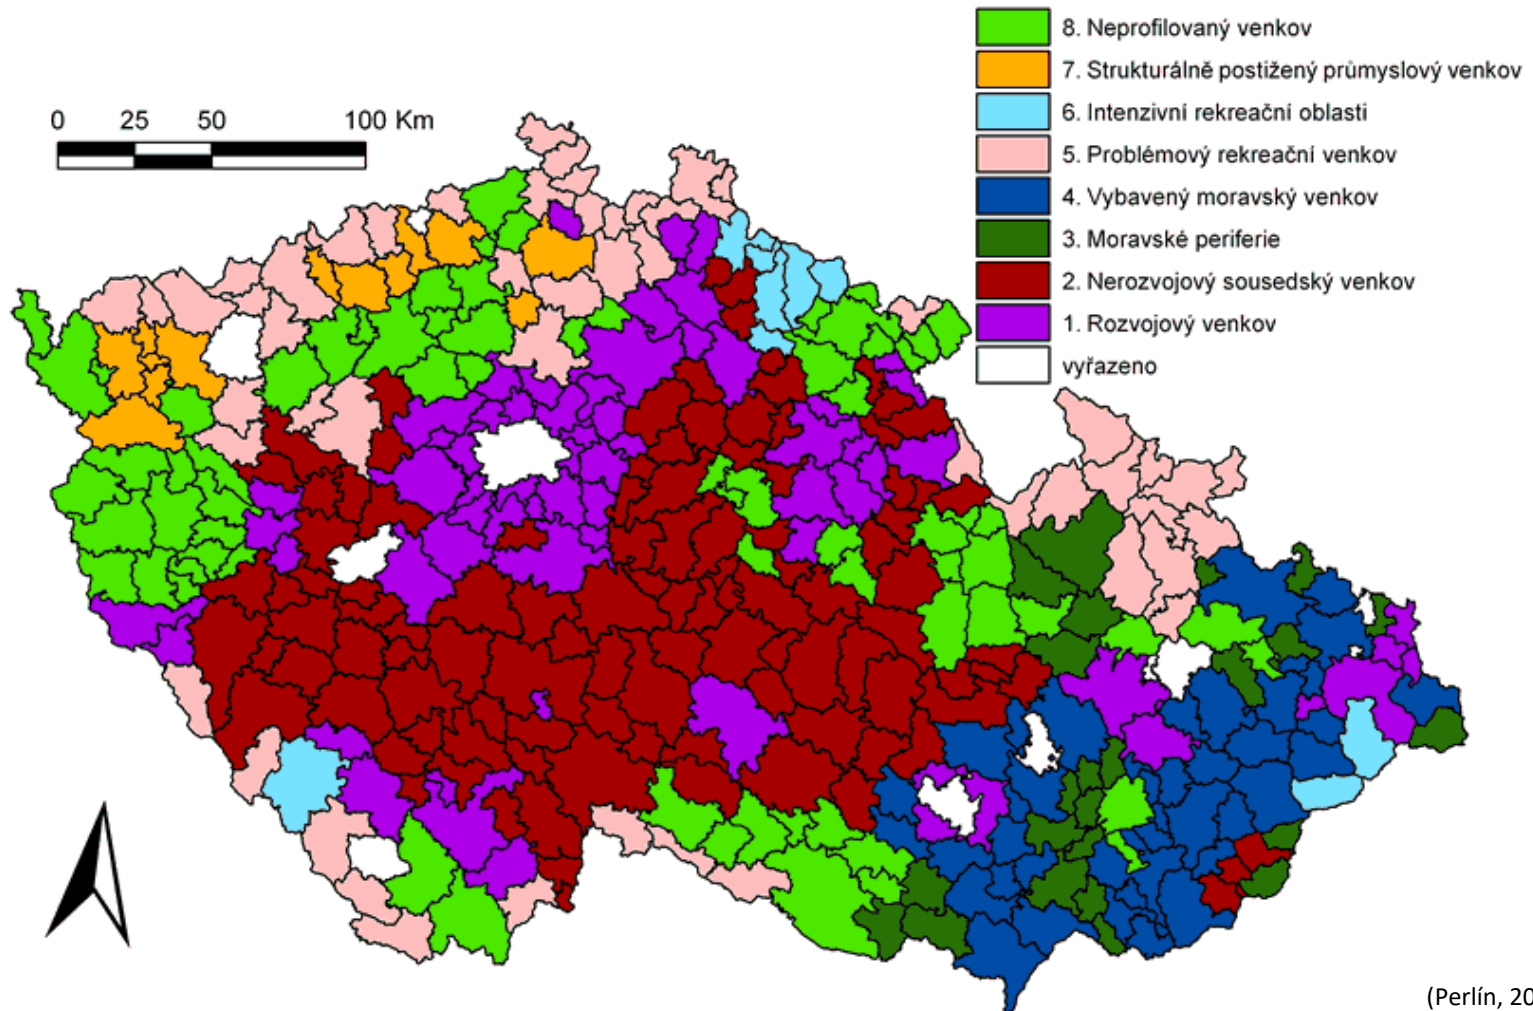 8. Neprofilovaný venkov
7. Strukturálně postižený průmyslový venkov
6. Intenzivní rekreační oblasti
5. Problémový rekreační venkov
4. Vybavený moravský venkov
3. Moravské periferie
2. Nerozvojový sousedský venkov
1. Rozvojový venkov
vyřazeno
0 25 50 100 Km
(Perlín, 20